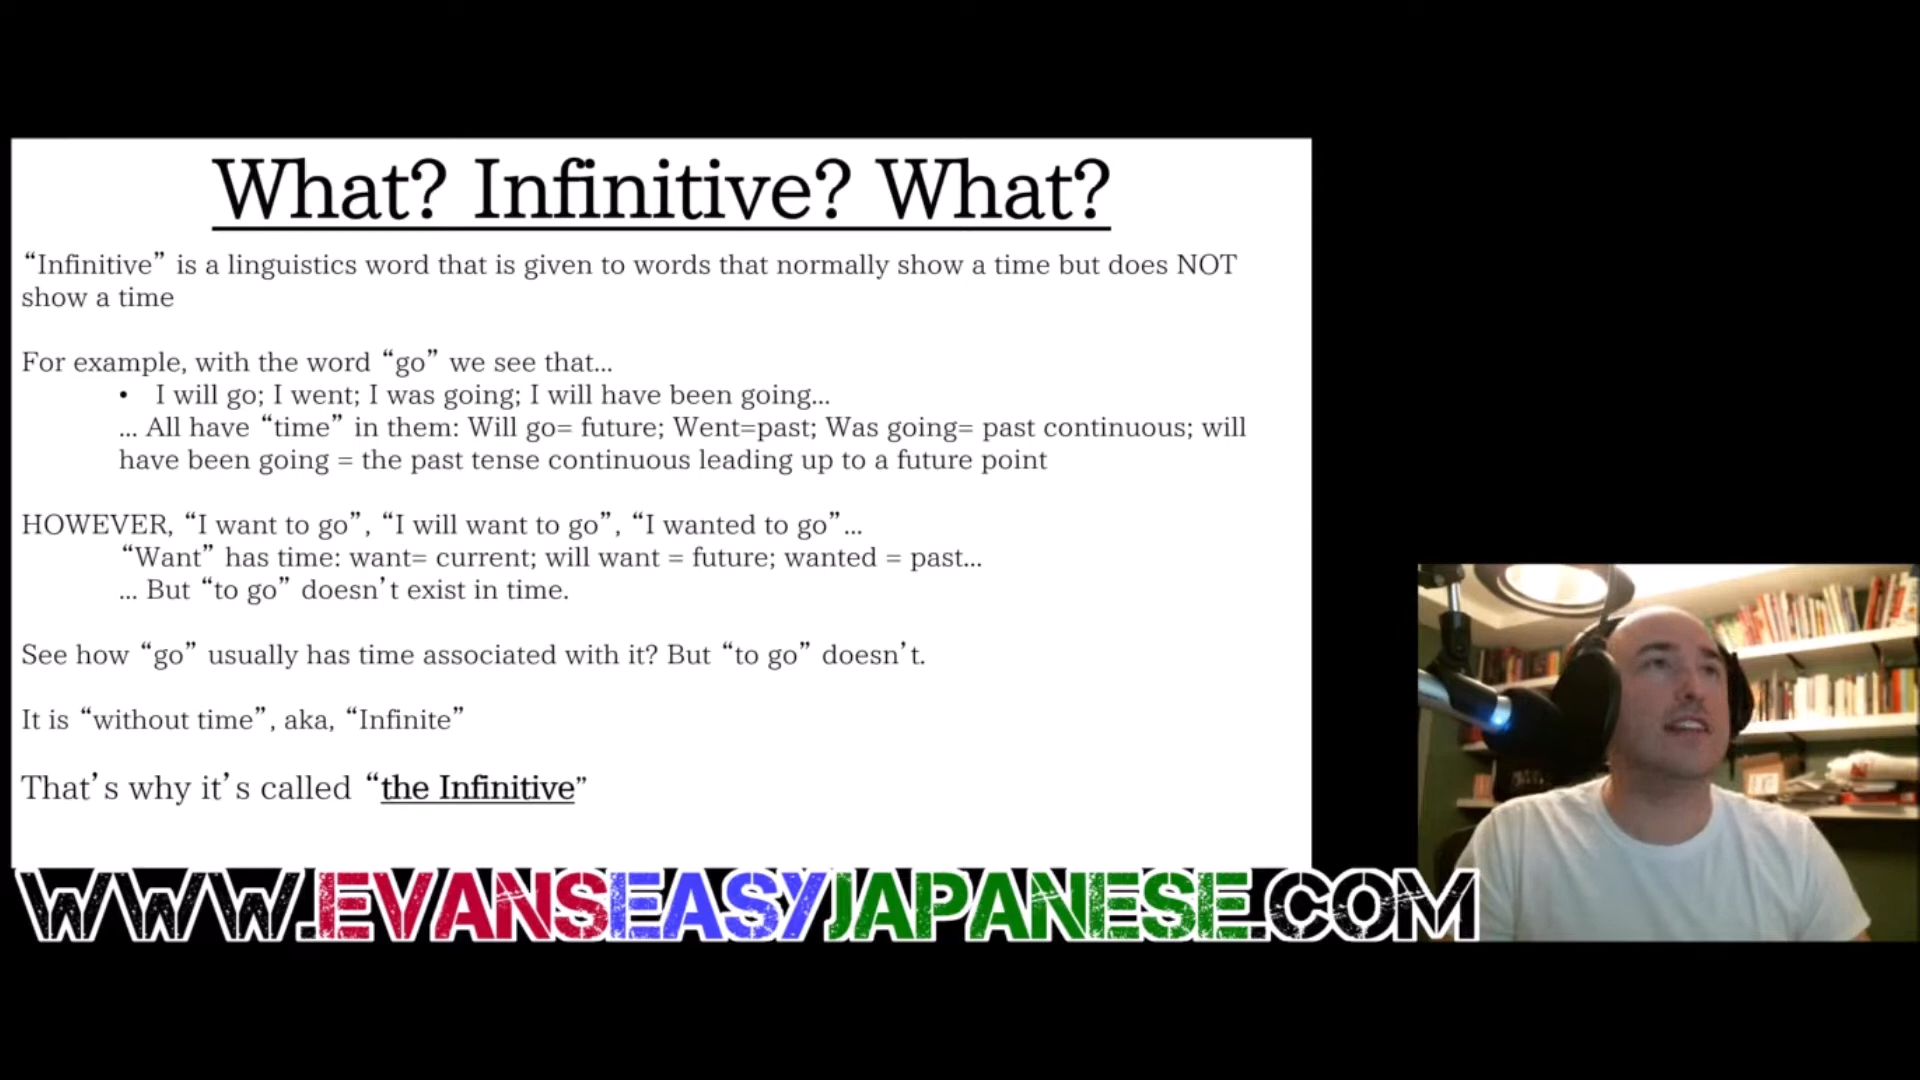 What? Infinitive? What?
“Infinitive” is a linguistics word that is given to words that normally show a time but does NOT
show a time
For example, with the word “go” we see that…
• I will go; I went; I was going; I will have been going…
… All have “time” in them: Will go= future; Went=past; Was going= past continuous; will
have been going = the past tense continuous leading up to a future point
HOWEVER, “I want to go”, “I will want to go”, “I wanted to go”…
“Want” has time: want= current; will want = future; wanted = past…
… But “to go” doesn’t exist in time.
See how “go” usually has time associated with it? But “to go” doesn’t.
It is “without time”, aka, “Infinite”
That’s why it’s called “the Infinitive”
WWW.EVANSEASYJAPANESE.COM